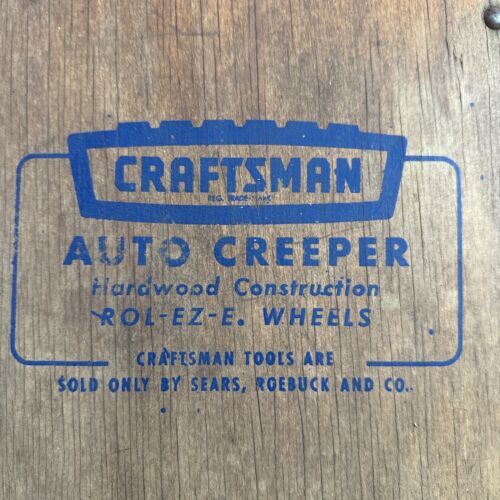 CRAFTSMAN
REG. TRADE-MARK
AUTO CREEPER
Hardwood Construction
ROL-EZ-E. WHEELS
CRAFTSMAN TOOLS ARE
SOLD ONLY BY SEARS, ROEBUCK AND CO.